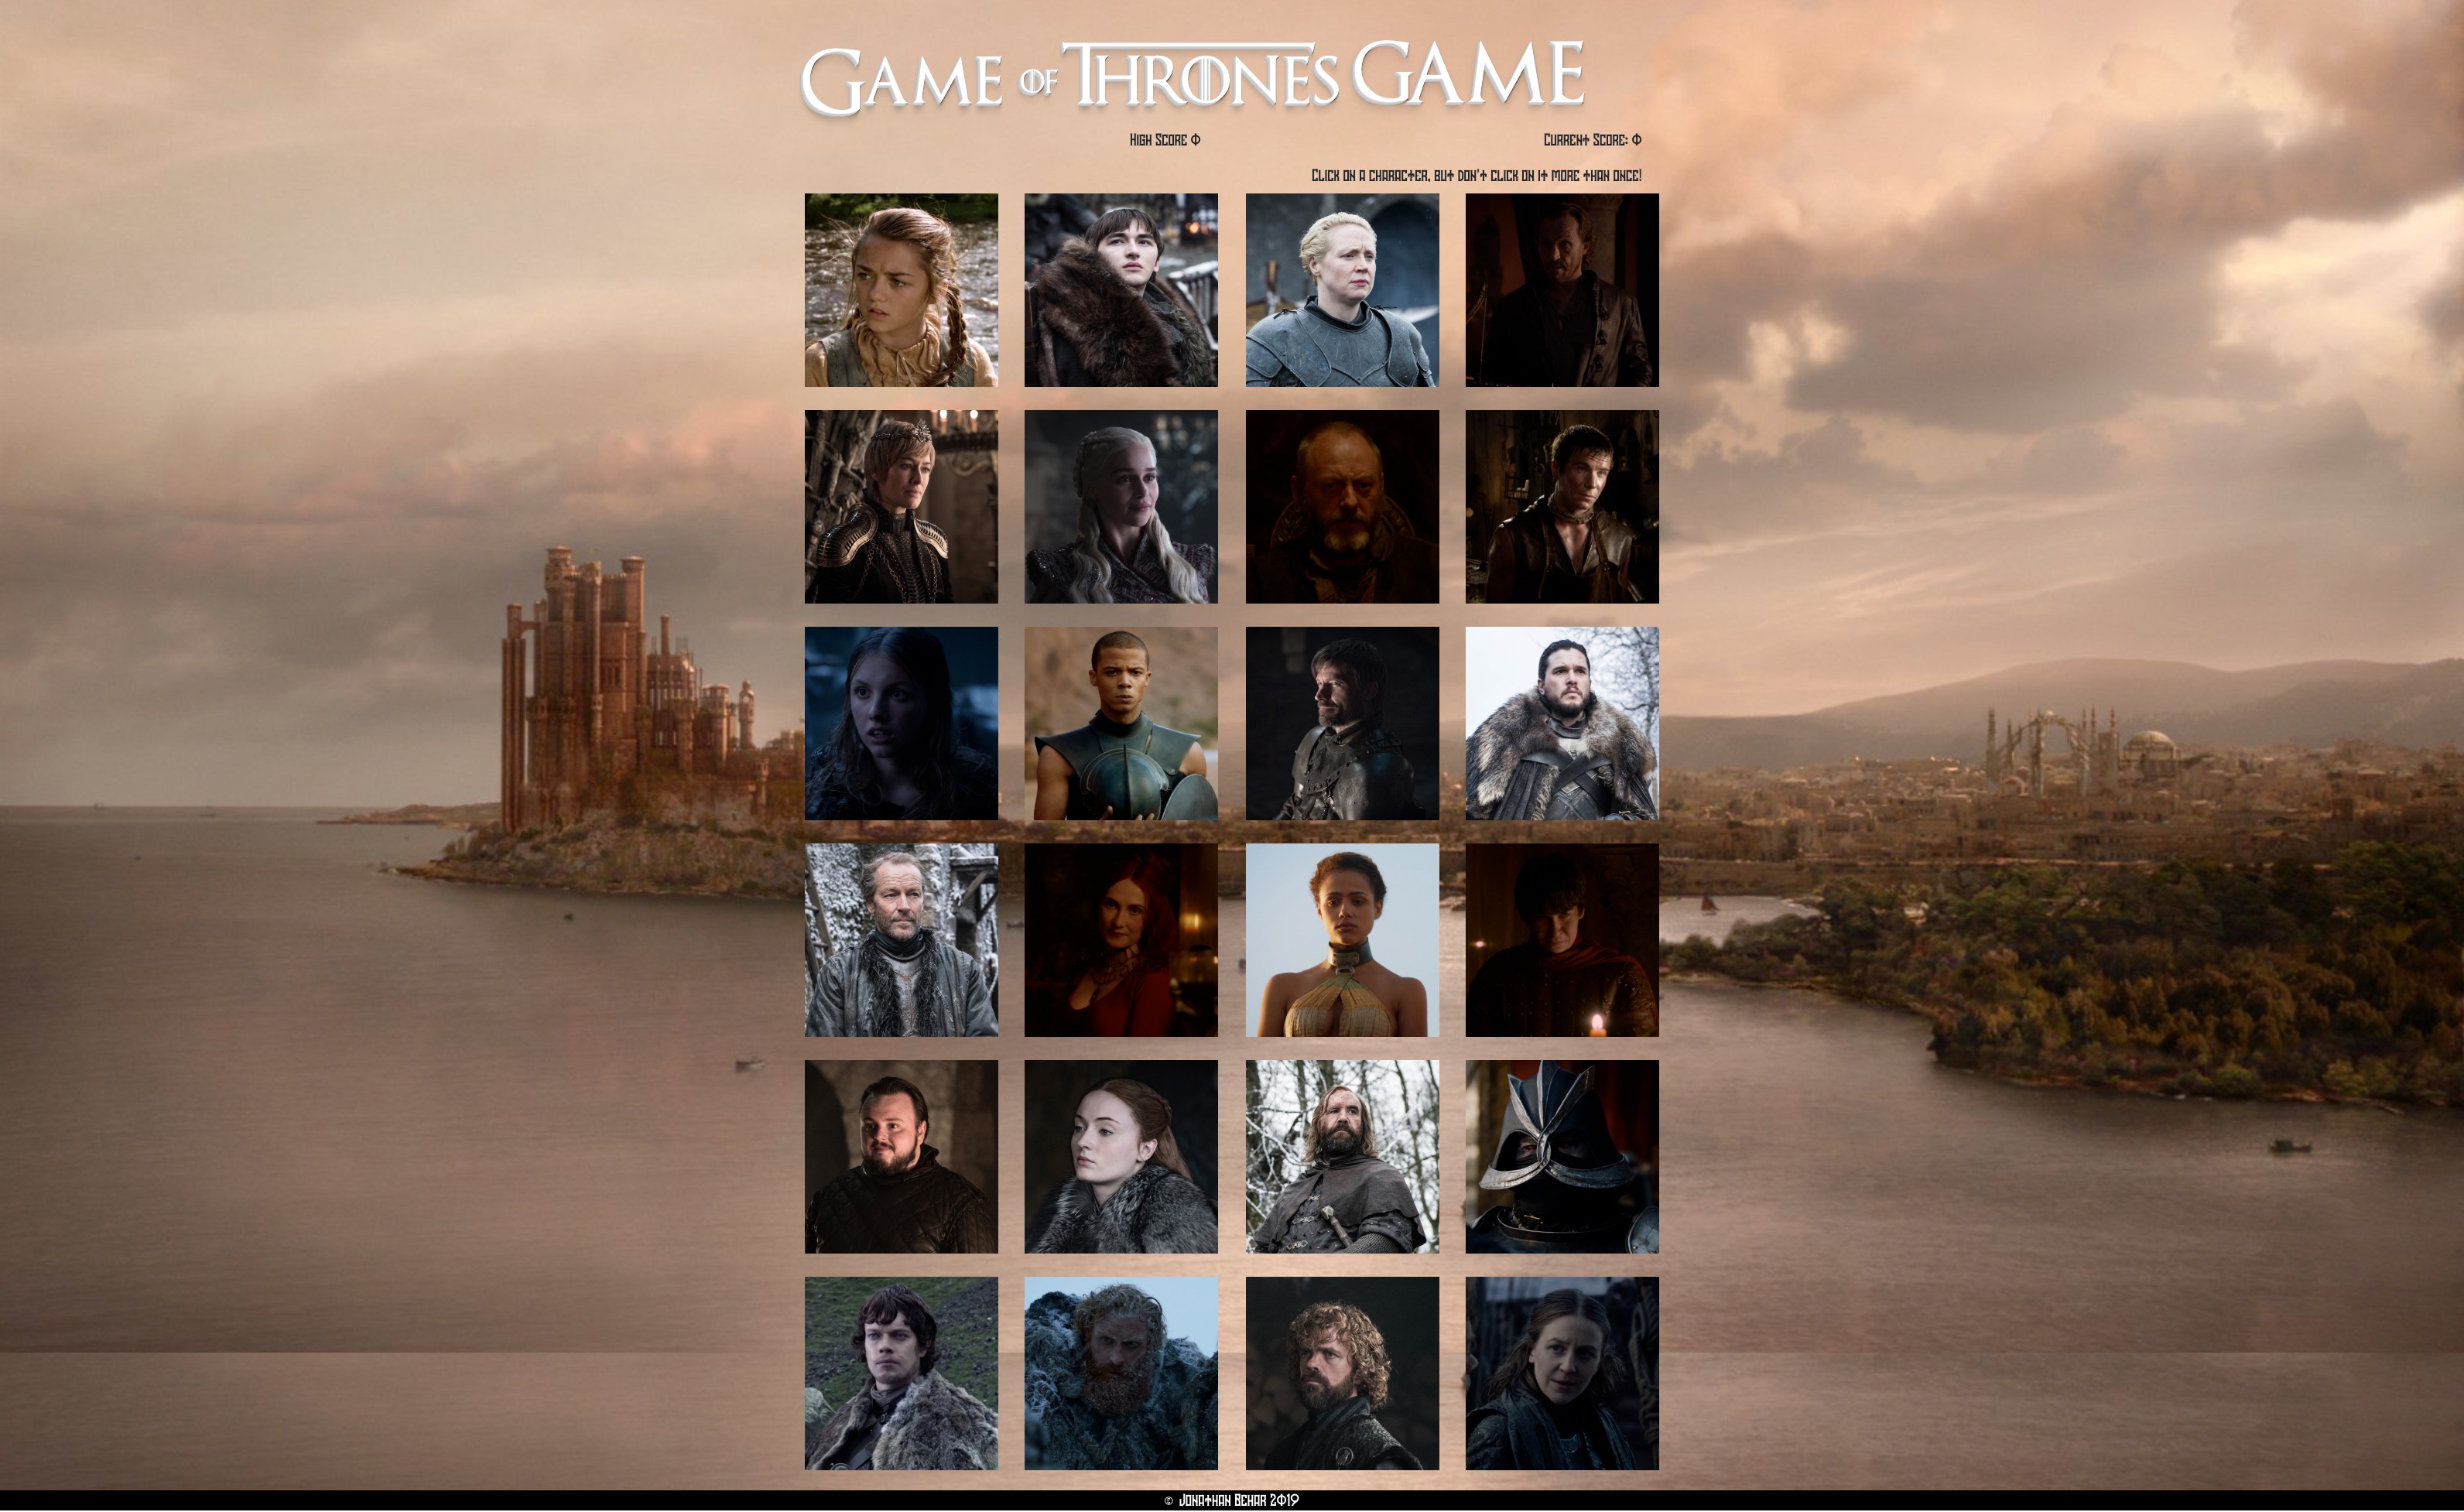 GAME OF THRONES GAME
High Score 0
Current Score: 0
Click on a character, but don't click on it more than once!
© Jonathan Behar 2019